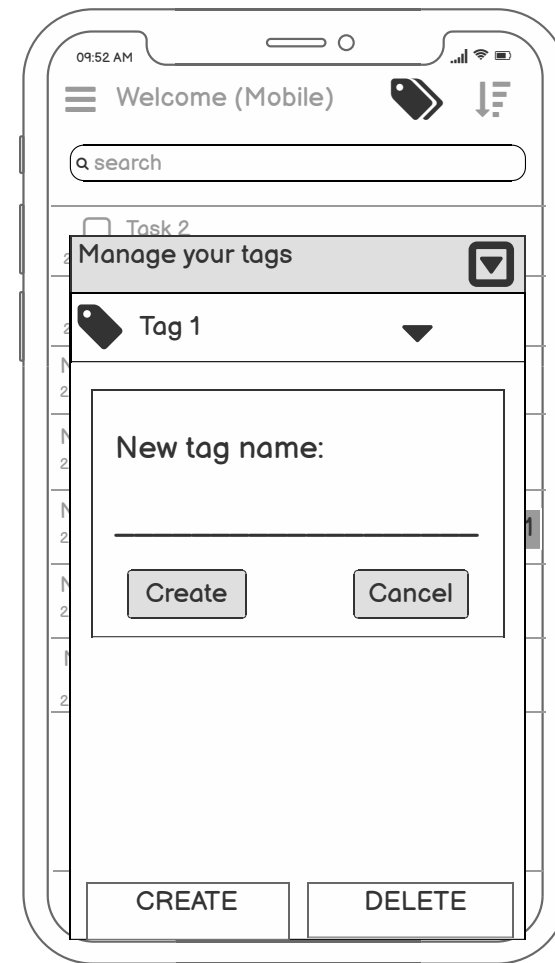 09:52 AM
Welcome (Mobile)
search
Task 2
Manage your tags
Tag 1
New tag name:
Create Cancel
CREATE DELETE